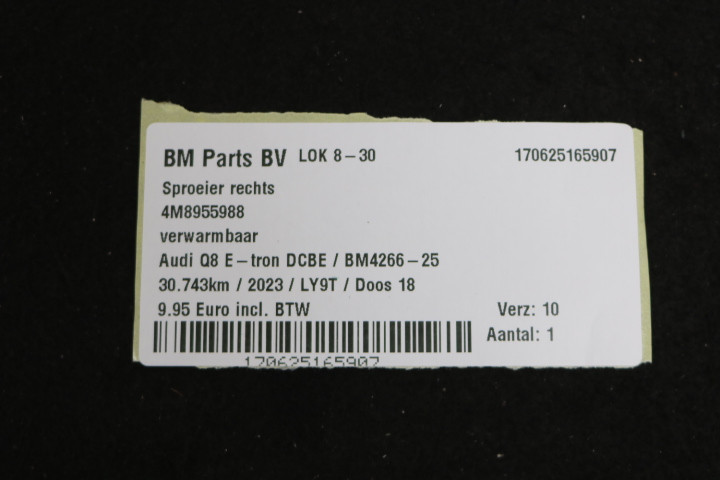 BM Parts BV LOK 8-30 170625165907
Sproeier rechts
4M8955988
verwarmbaar
Audi Q8 E-tron DCBE / BM4266-25
30.743km / 2023 / LY9T / Doos 18
9.95 Euro incl. BTW Verz: 10
Aantal: 1
170625165907